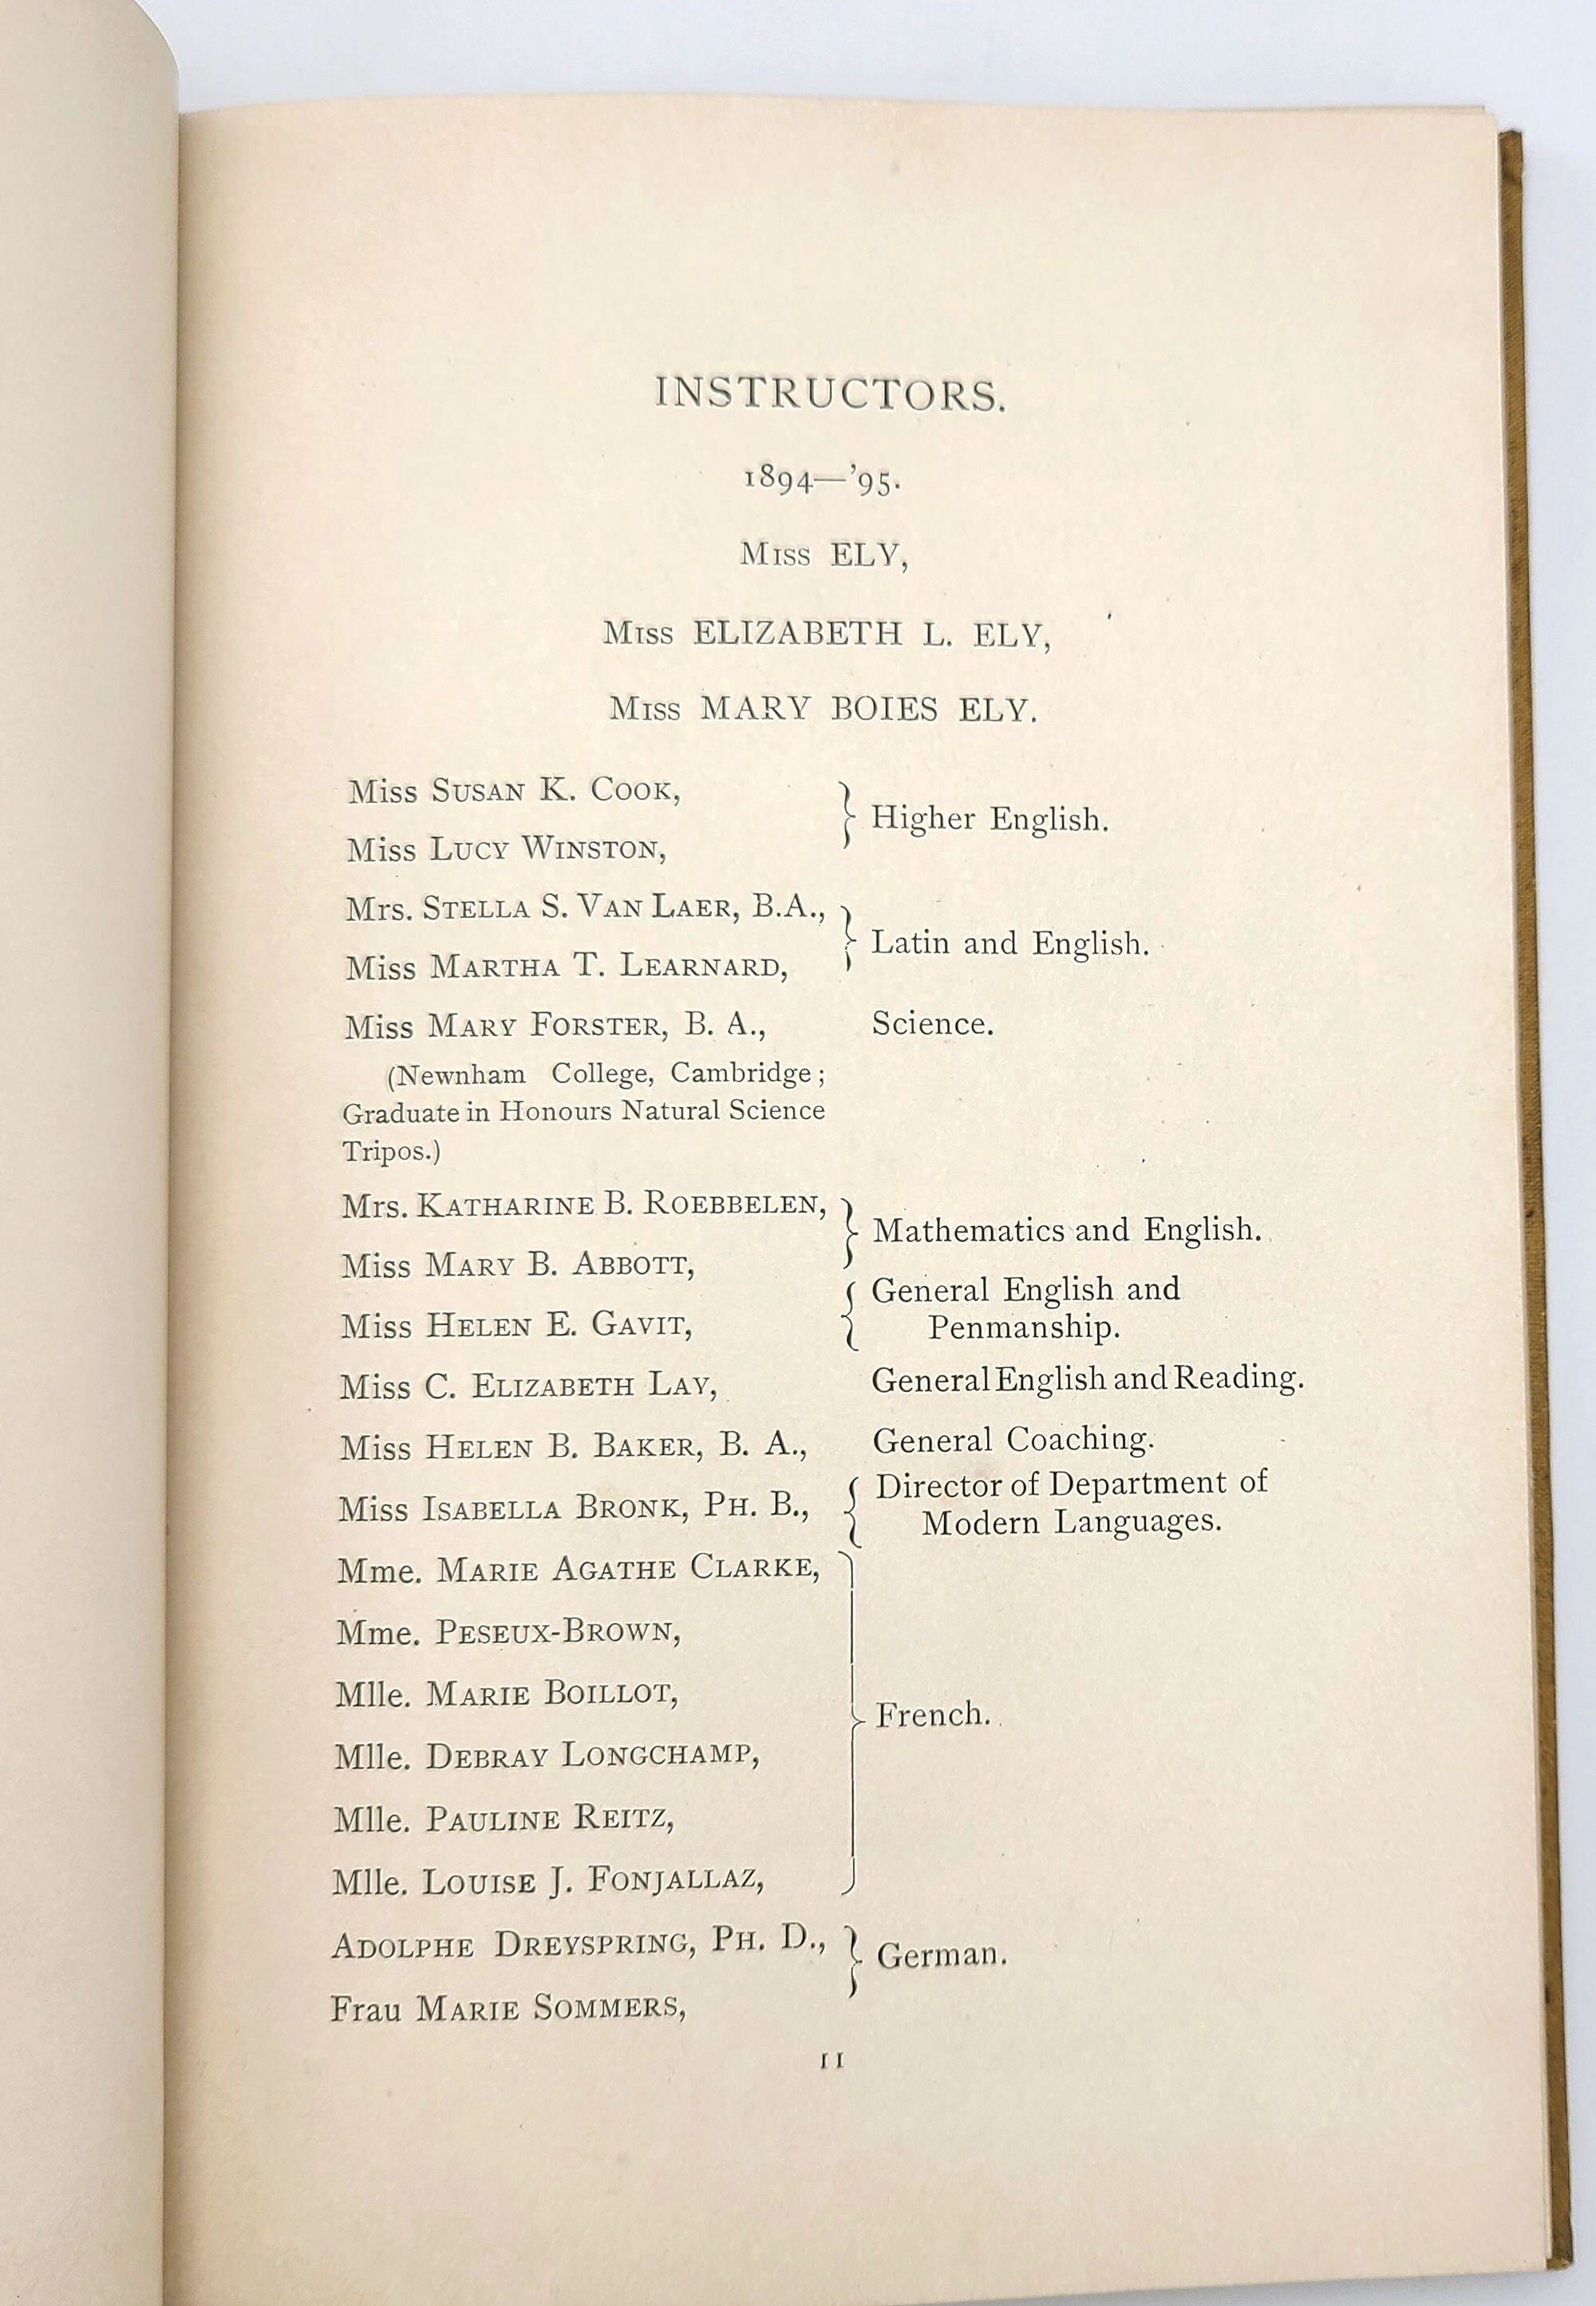 INSTRUCTORS.
1894—'95.
Miss ELY,
Miss ELIZABETH L. ELY,
Miss MARY BOIES ELY.
Miss SUSAN K. COOK,
Higher English.
Miss LUCY WINSTON,
Mrs. STELLA S. VAN LAER, B.A.,
Latin and English.
Miss MARTHA T. LEARNARD,
Miss MARY FORSTER, B. A., Science.
(Newnham College, Cambridge;
Graduate in Honours Natural Science
Tripos.)
Mrs. KATHARINE B. ROEBBELEN,
Mathematics and English.
Miss MARY B. ABBOTT,
Miss HELEN E. GAVIT,
General English and
Penmanship.
Miss C. ELIZABETH LAY, General English and Reading.
Miss HELEN B. BAKER, B. A., General Coaching.
Miss ISABELLA BRONK, PH. B.,
Director of Department of
Modern Languages.
Mme. MARIE AGATHE CLARKE,
Mme. PESEUX-BROWN,
Mlle. MARIE BOILLOT,
French.
Mlle. DEBRAY LONGCHAMP,
Mlle. PAULINE REITZ,
Mlle. LOUISE J. FONJALLAZ,
ADOLPHE DREYSPRING, PH. D.,
German.
Frau MARIE SOMMERS,
11